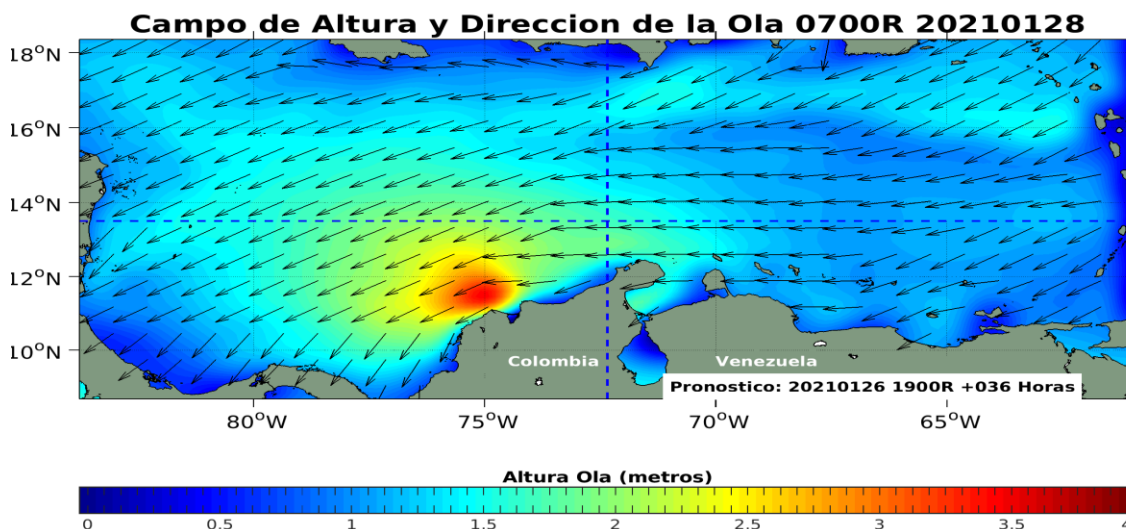 Campo de Altura y Direccion de la Ola 0700R 20210128
18°N
16°N
14°N
12°N
10°N
Colombia
Venezuela
Pronostico: 20210126 1900R +036 Horas
80°W 75°W 70°W 65°W
Altura Ola (metros)
0 0.5 1 1.5 2 2.5 3 3.5 4